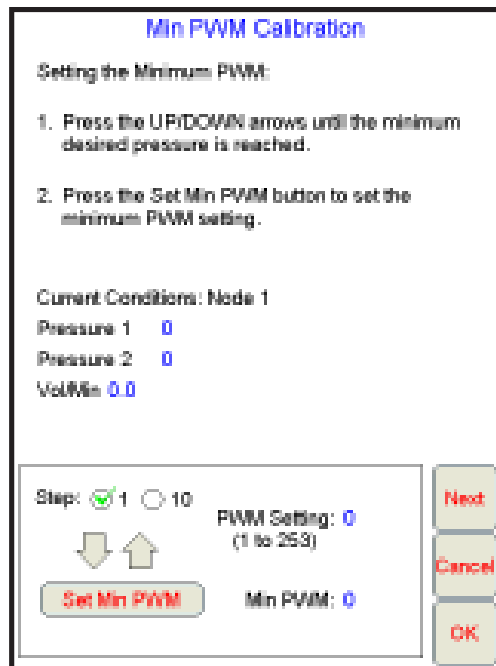 Min PWM Calibration
Setting the Minimum PWM:
1. Press the UP/DOWN arrows until the minimum
desired pressure is reached.
2. Press the Set Min PWM button to set the
minimum PWM setting.
Current Conditions: Node 1
Pressure 1 0
Pressure 2 0
Vol/Min 0.0
Step: 1 10
PWM Setting: 0
(1 to 253)
Set Min PWM
Min PWM: 0
Next
Cancel
OK